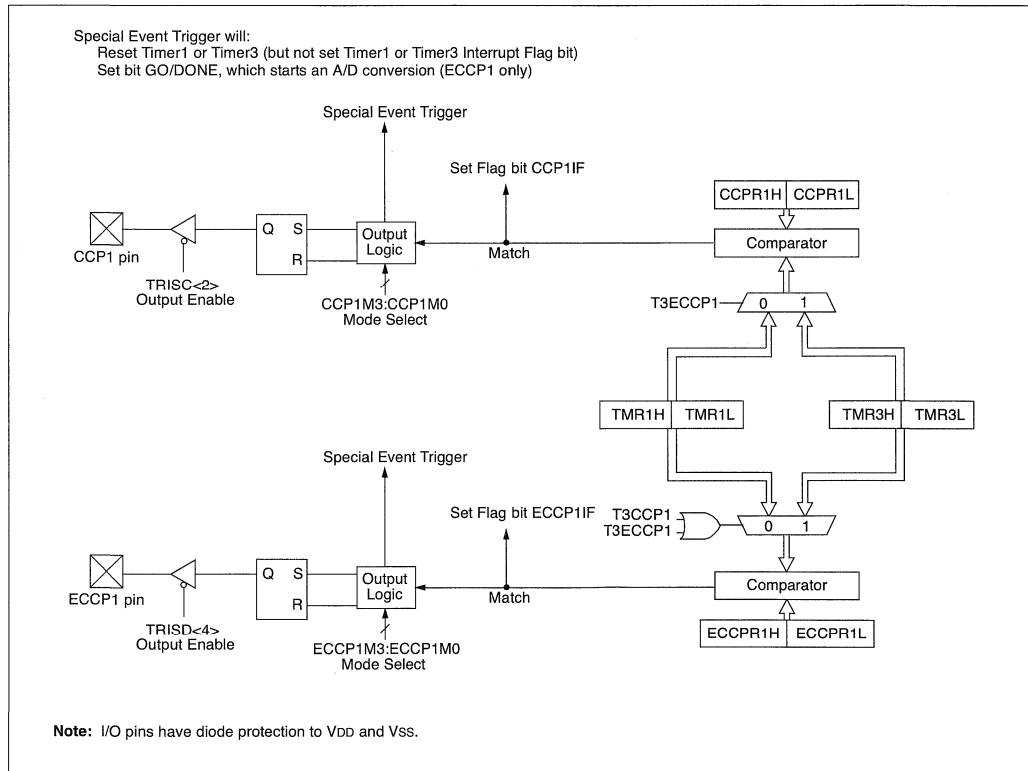 Special Event Trigger will:
Reset Timer1 or Timer3 (but not set Timer1 or Timer3 Interrupt Flag bit)
Set bit GO/DONE, which starts an A/D conversion (ECCP1 only)
Special Event Trigger
Set Flag bit CCP1IF
CCPR1H CCPR1L
Q S
R
Output
Logic
Comparator
CCP1 pin
Match
TRISC<2>
Output Enable
CCP1M3:CCP1M0
Mode Select
T3ECCP1
0 1
TMR1H TMR1L
TMR3H TMR3L
Special Event Trigger
Set Flag bit ECCP1IF
T3CCP1
T3ECCP1
0 1
Q S
R
Output
Logic
Comparator
ECCP1 pin
Match
TRISD<4>
Output Enable
ECCP1M3:ECCP1M0
Mode Select
ECCPR1H ECCPR1L
Note: I/O pins have diode protection to VDD and VSS.